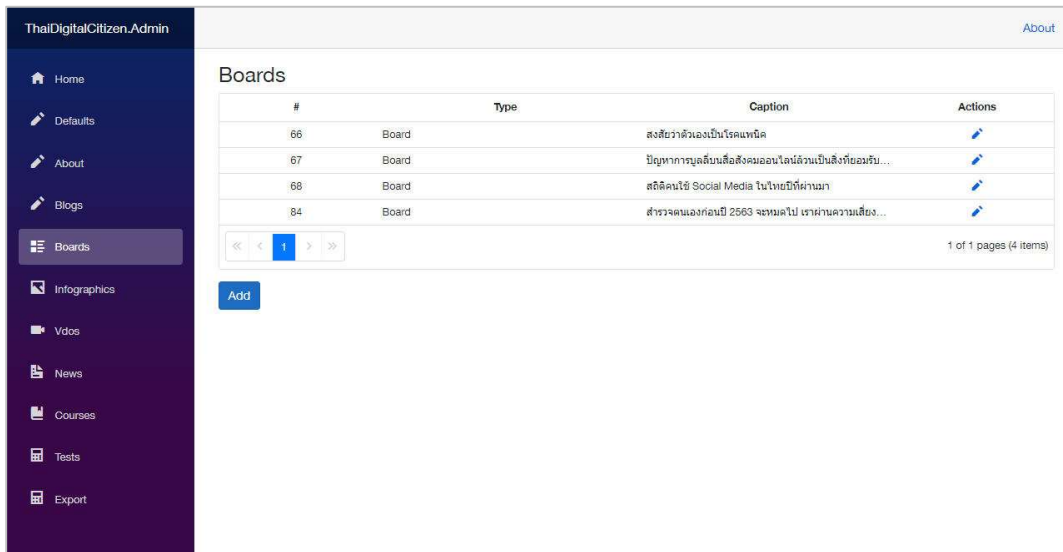 ThaiDigitalCitizen.Admin
About
Home
Defaults
About
Blogs
Boards
Infographics
Vdos
News
Courses
Tests
Export
Boards
# Type Caption Actions
66 Board สงสัยว่าตัวเองเป็นโรคแพนิค
67 Board ปัญหาการบูลลี่บนสื่อสังคมออนไลน์ล้วนเป็นสิ่งที่ยอมรับ...
68 Board สถิติคนใช้ Social Media ในไทยปีที่ผ่านมา
84 Board สำรวจตนเองก่อนปี 2563 จะหมดไป เราผ่านความเสี่ยง...
« < 1 > » 1 of 1 pages (4 items)
Add